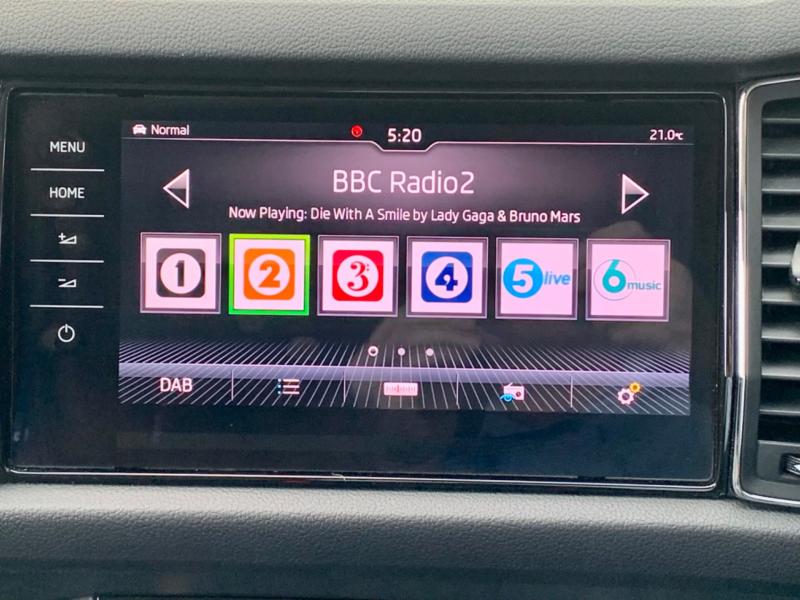 Normal
5:20
21.0°C
MENU
HOME
BBC Radio2
Now Playing: Die With A Smile by Lady Gaga & Bruno Mars
1
2
3
4
5 live
6 music
DAB